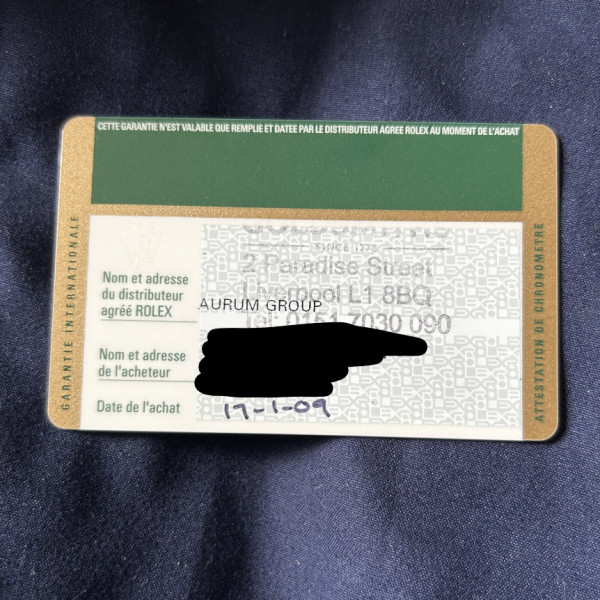 CETTE GARANTIE N'EST VALABLE QUE REMPLIE ET DATEE PAR LE DISTRIBUTEUR AGREE ROLEX AU MOMENT DE L'ACHAT
GARANTIE INTERNATIONALE
SINCE 1778
2 Paradise Street
Liverpool L1 8BQ
Tel: 0151 7030 090
Nom et adresse
du distributeur
agréé ROLEX
AURUM GROUP
Nom et adresse
de l'acheteur
Date de l'achat
17-1-09
ATTESTATION DE CHRONOMETRE